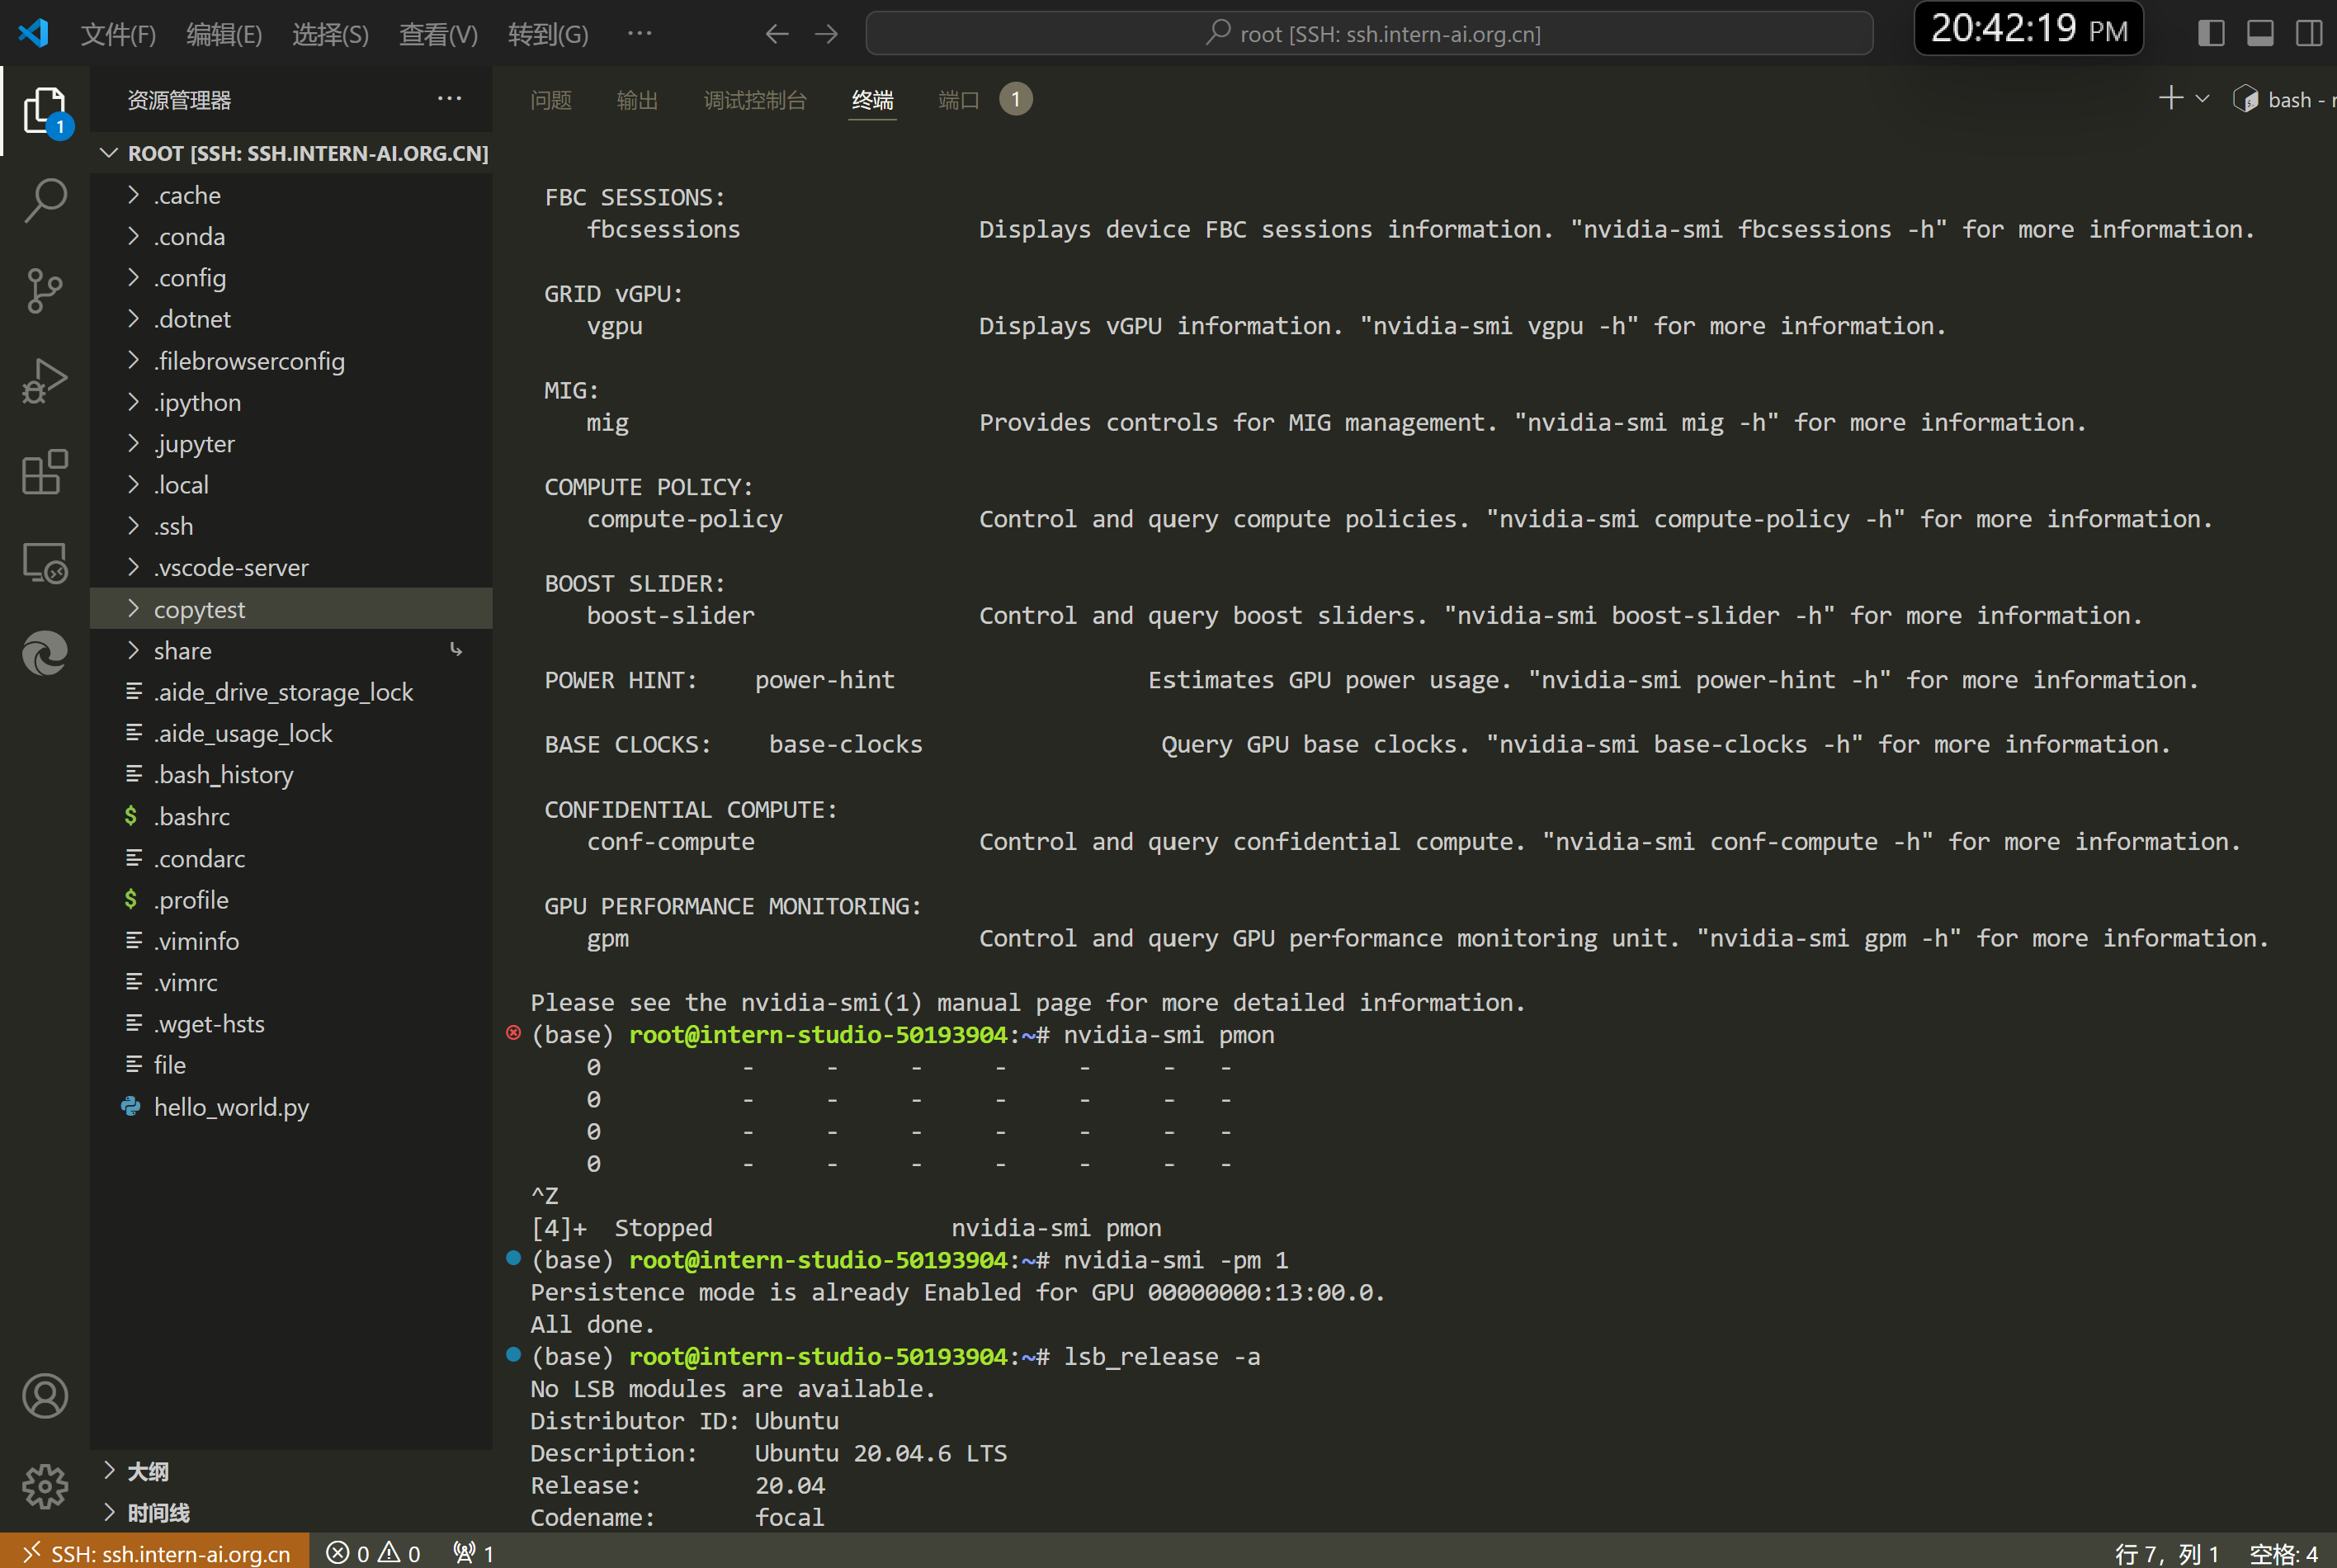 文件(F) 编辑(E) 选择(S) 查看(V) 转到(G) ··· root [SSH: ssh.intern-ai.org.cn] 20:42:19 PM
资源管理器 ···
ROOT [SSH: SSH.INTERN-AI.ORG.CN]
.cache
.conda
.config
.dotnet
.filebrowserconfig
.ipython
.jupyter
.local
.ssh
.vscode-server
copytest
share
.aide_drive_storage_lock
.aide_usage_lock
.bash_history
.bashrc
.condarc
.profile
.viminfo
.vimrc
.wget-hsts
file
hello_world.py
大纲
时间线
问题 输出 调试控制台 终端 端口 1 bash -
FBC SESSIONS:
fbcsessions Displays device FBC sessions information. "nvidia-smi fbcsessions -h" for more information.
GRID vGPU:
vgpu Displays vGPU information. "nvidia-smi vgpu -h" for more information.
MIG:
mig Provides controls for MIG management. "nvidia-smi mig -h" for more information.
COMPUTE POLICY:
compute-policy Control and query compute policies. "nvidia-smi compute-policy -h" for more information.
BOOST SLIDER:
boost-slider Control and query boost sliders. "nvidia-smi boost-slider -h" for more information.
POWER HINT: power-hint Estimates GPU power usage. "nvidia-smi power-hint -h" for more information.
BASE CLOCKS: base-clocks Query GPU base clocks. "nvidia-smi base-clocks -h" for more information.
CONFIDENTIAL COMPUTE:
conf-compute Control and query confidential compute. "nvidia-smi conf-compute -h" for more information.
GPU PERFORMANCE MONITORING:
gpm Control and query GPU performance monitoring unit. "nvidia-smi gpm -h" for more information.
Please see the nvidia-smi(1) manual page for more detailed information.
(base) root@intern-studio-50193904:~# nvidia-smi pmon
0 - - - - - - -
0 - - - - - - -
0 - - - - - - -
0 - - - - - - -
^Z
[4]+ Stopped nvidia-smi pmon
(base) root@intern-studio-50193904:~# nvidia-smi -pm 1
Persistence mode is already Enabled for GPU 00000000:13:00.0.
All done.
(base) root@intern-studio-50193904:~# lsb_release -a
No LSB modules are available.
Distributor ID: Ubuntu
Description: Ubuntu 20.04.6 LTS
Release: 20.04
Codename: focal
SSH: ssh.intern-ai.org.cn 0 0 1 行 7，列 1 空格: 4